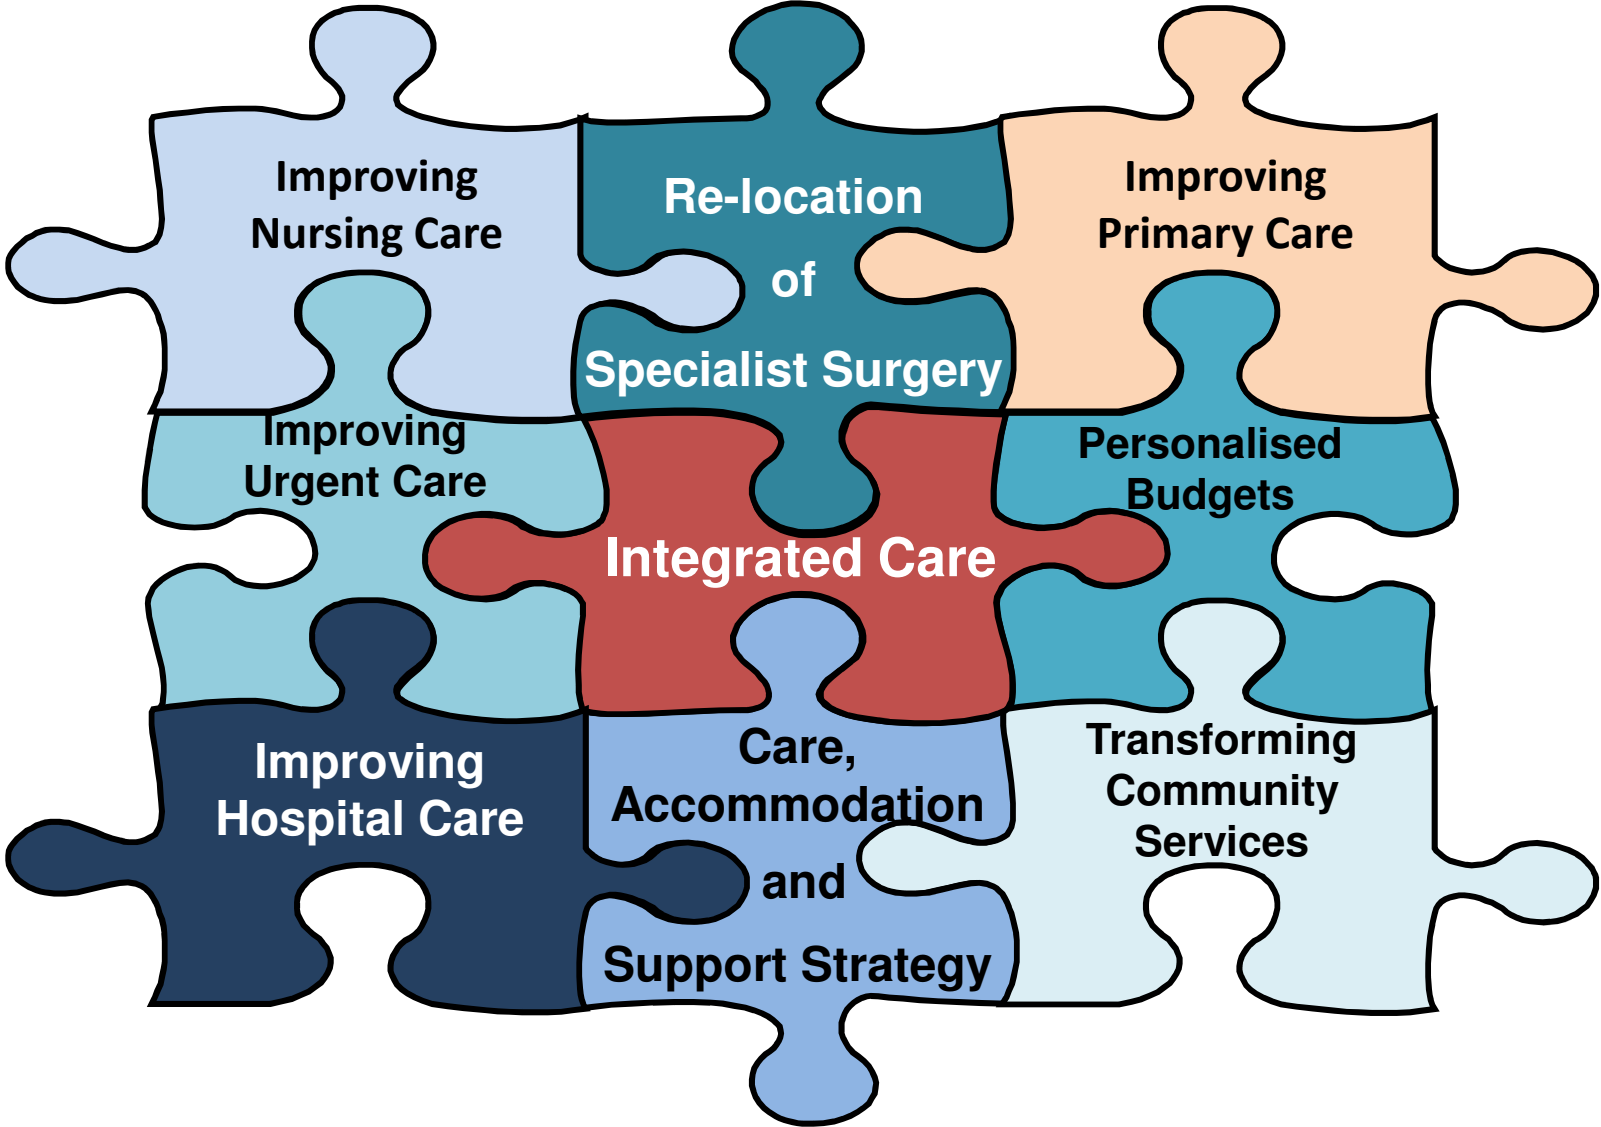 Improving
Nursing Care
Re-location
of
Specialist Surgery
Improving
Primary Care
Improving
Urgent Care
Integrated Care
Personalised
Budgets
Improving
Hospital Care
Care,
Accommodation
and
Support Strategy
Transforming
Community
Services